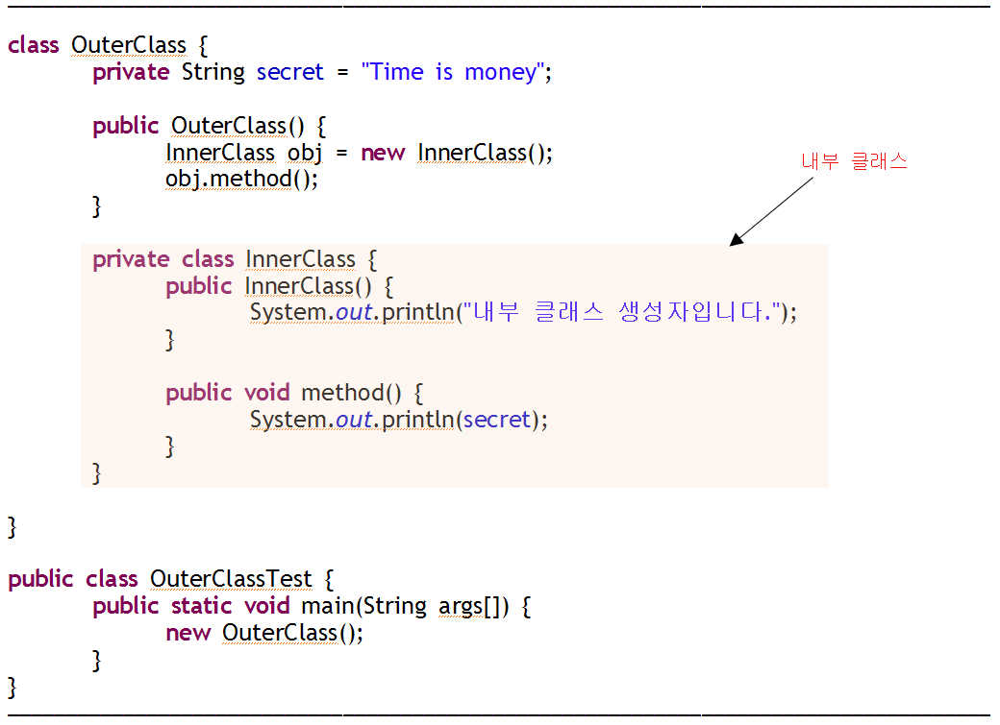 class OuterClass {
private String secret = "Time is money";
public OuterClass() {
InnerClass obj = new InnerClass();
obj.method();
}
내부 클래스
private class InnerClass {
public InnerClass() {
System.out.println("내부 클래스 생성자입니다.");
}
public void method() {
System.out.println(secret);
}
}
}
public class OuterClassTest {
public static void main(String args[]) {
new OuterClass();
}
}